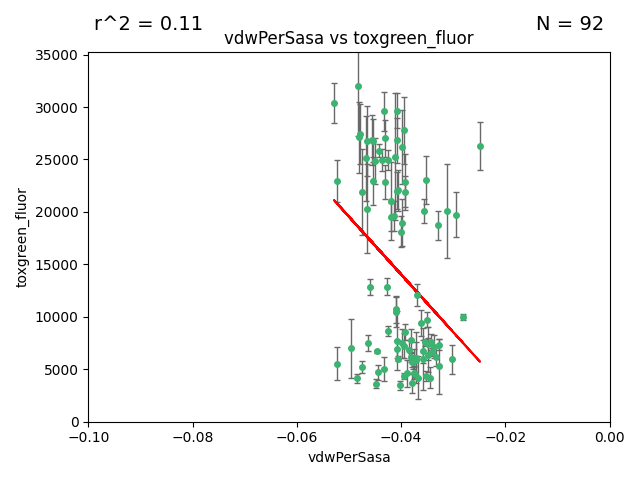 r^2 = 0.11
N = 92
vdwPerSasa vs toxgreen_fluor
35000
30000
25000
20000
15000
10000
5000
0
toxgreen_fluor
−0.10
−0.08
−0.06
−0.04
−0.02
0.00
vdwPerSasa